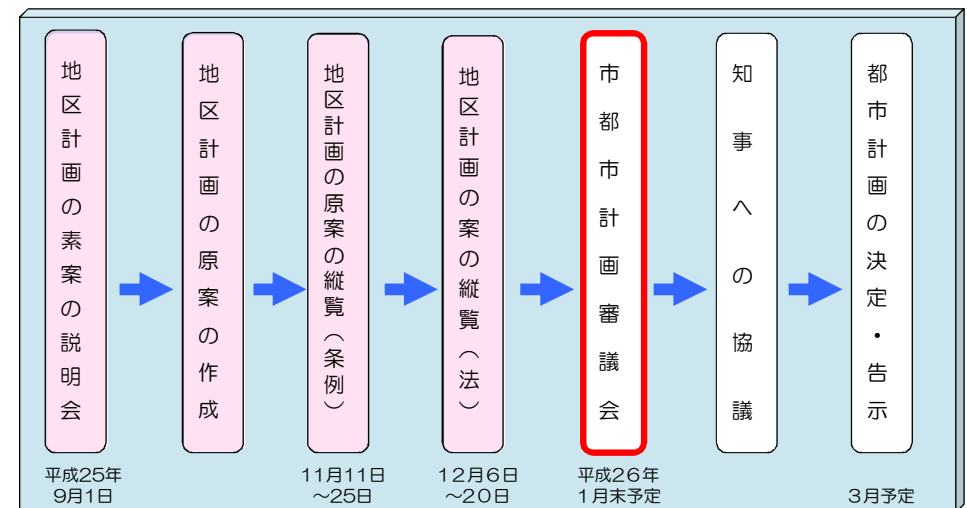 地区計画の素案の説明会
地区計画の原案の作成
地区計画の原案の縦覧（条例）
地区計画の案の縦覧（法）
市都市計画審議会
知事への協議
都市計画の決定・告示
平成25年
9月1日
11月11日
～25日
12月6日
～20日
平成26年
1月末予定
3月予定